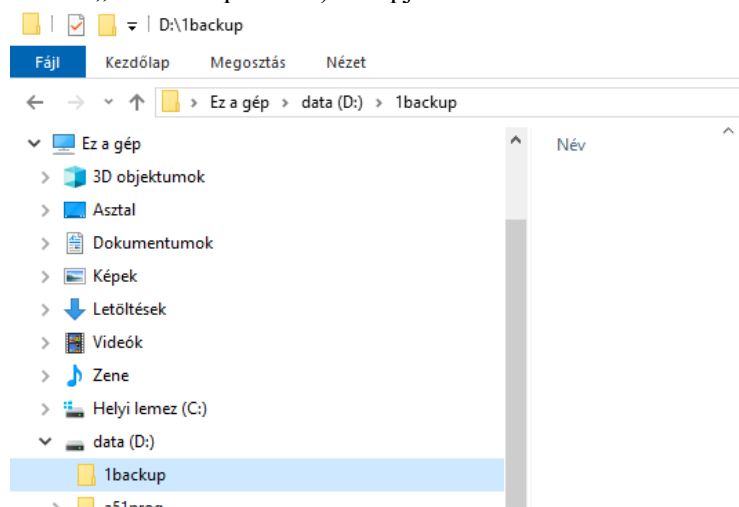 D:\1backup
Fájl Kezdőlap Megosztás Nézet
Ez a gép > data (D:) > 1backup
Név
Ez a gép
3D objektumok
Asztal
Dokumentumok
Képek
Letöltések
Videók
Zene
Helyi lemez (C:)
data (D:)
1backup